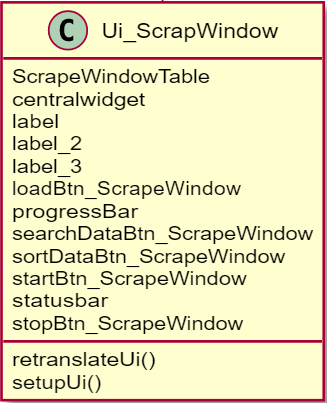 C Ui_ScrapWindow
ScrapeWindowTable
centralwidget
label
label_2
label_3
loadBtn_ScrapeWindow
progressBar
searchDataBtn_ScrapeWindow
sortDataBtn_ScrapeWindow
startBtn_ScrapeWindow
statusbar
stopBtn_ScrapeWindow
retranslateUi()
setupUi()